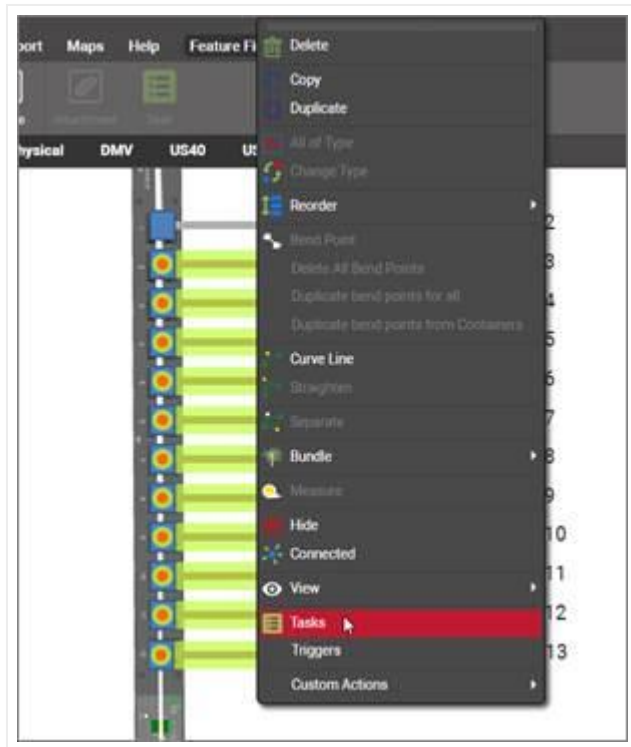 port Maps Help Feature Fi
Task
hysical DMV US40 US
Delete
Copy
Duplicate
All of Type
Change Type
Reorder
Bend Point
Delete All Bend Points
Duplicate bend points for all
Duplicate bend points from Containers
Curve Line
Straighten
Separate
Bundle
Measure
Hide
Connected
View
Tasks
Triggers
Custom Actions
2
3
4
5
6
7
8
9
10
11
12
13